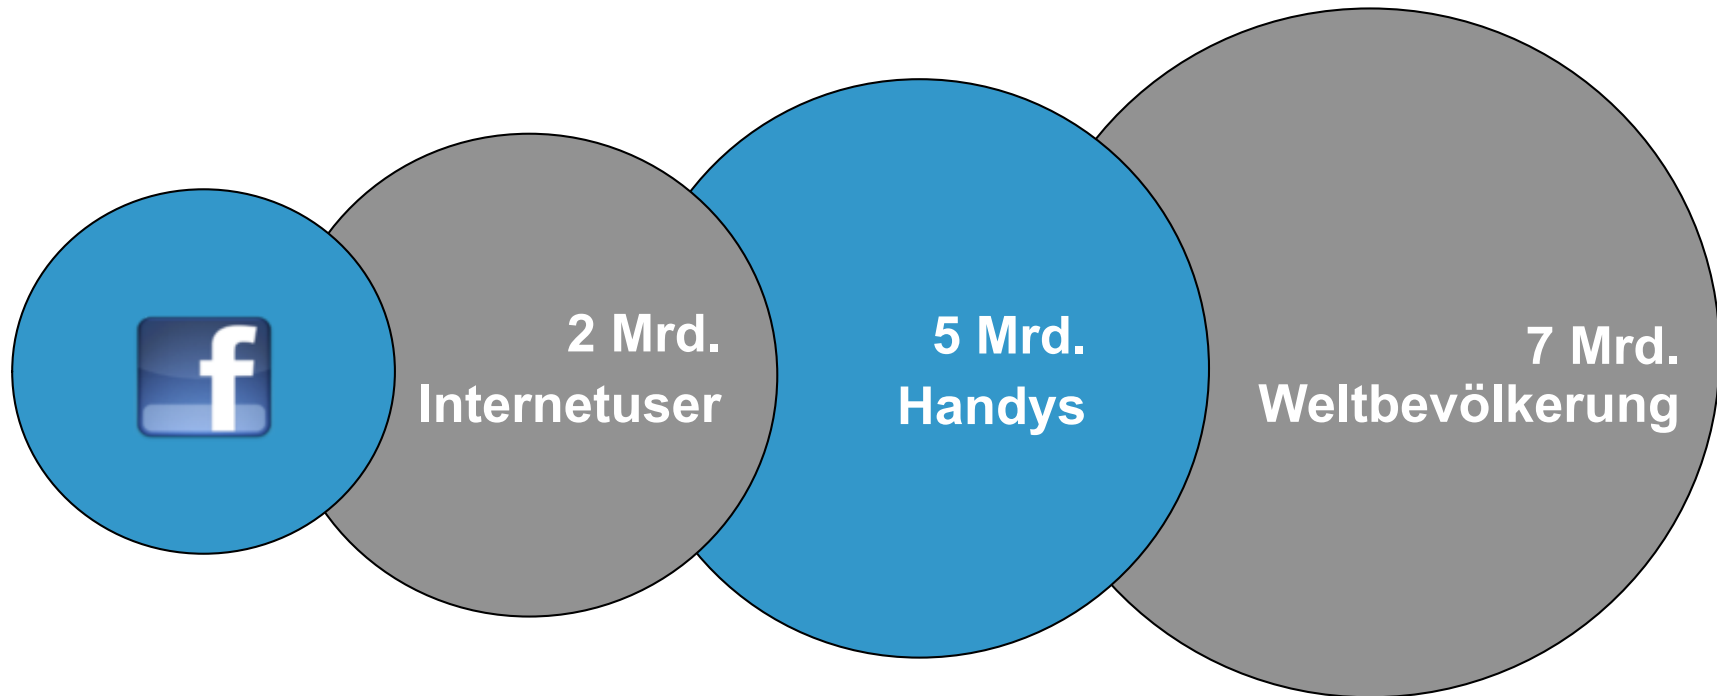 f
2 Mrd.
Internetuser
5 Mrd.
Handys
7 Mrd.
Weltbevölkerung